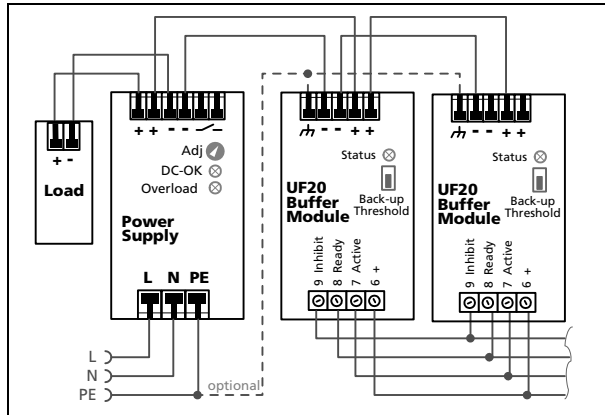 + + - -
+ -
Load
Adj
DC-OK
Overload
Power
Supply
L N PE
L
N
PE
optional
- - + +
Status
UF20
Buffer
Module
Back-up
Threshold
9 Inhibit
8 Ready
7 Active
6 +
- - + +
Status
UF20
Buffer
Module
Back-up
Threshold
9 Inhibit
8 Ready
7 Active
6 +